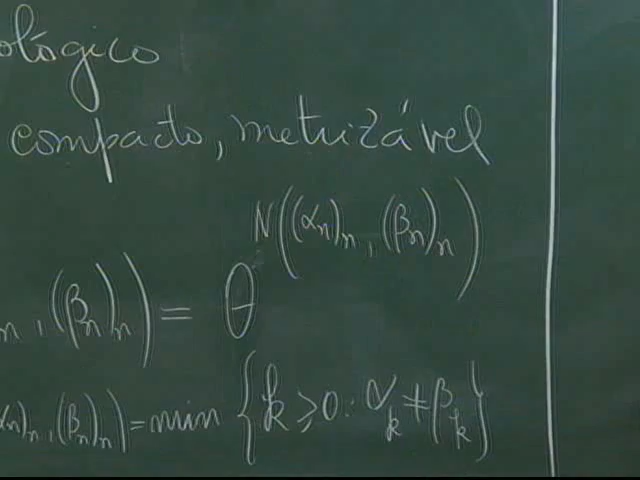 ológico
compacto, metrizável
n, (βn)n) = θ^N((αn)n, (βn)n)
αn)n, (βn)n) = min {k ≥ 0 : αk ≠ βk}